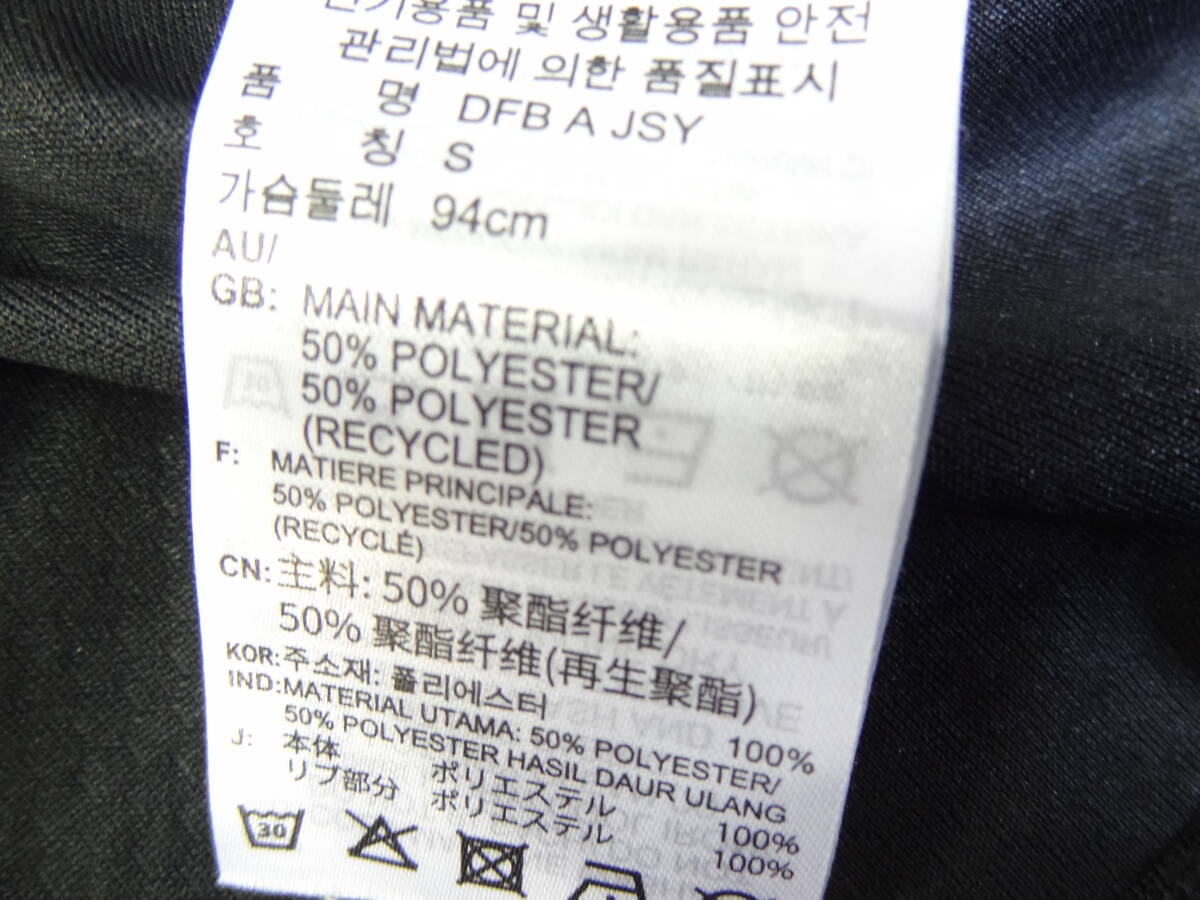 전기용품 및 생활용품 안전
관리법에 의한 품질표시
품 명 DFB A JSY
호 칭 S
가슴둘레 94cm
AU/
GB: MAIN MATERIAL:
50% POLYESTER/
50% POLYESTER
(RECYCLED)
F: MATIERE PRINCIPALE:
50% POLYESTER/50% POLYESTER
(RECYCLÉ)
CN: 主料: 50% 聚酯纤维/
50% 聚酯纤维(再生聚酯)
KOR: 주소재: 폴리에스터 100%
IND: MATERIAL UTAMA: 50% POLYESTER/
50% POLYESTER HASIL DAUR ULANG
J: 本体 ポリエステル 100%
リブ部分 ポリエステル 100%
30